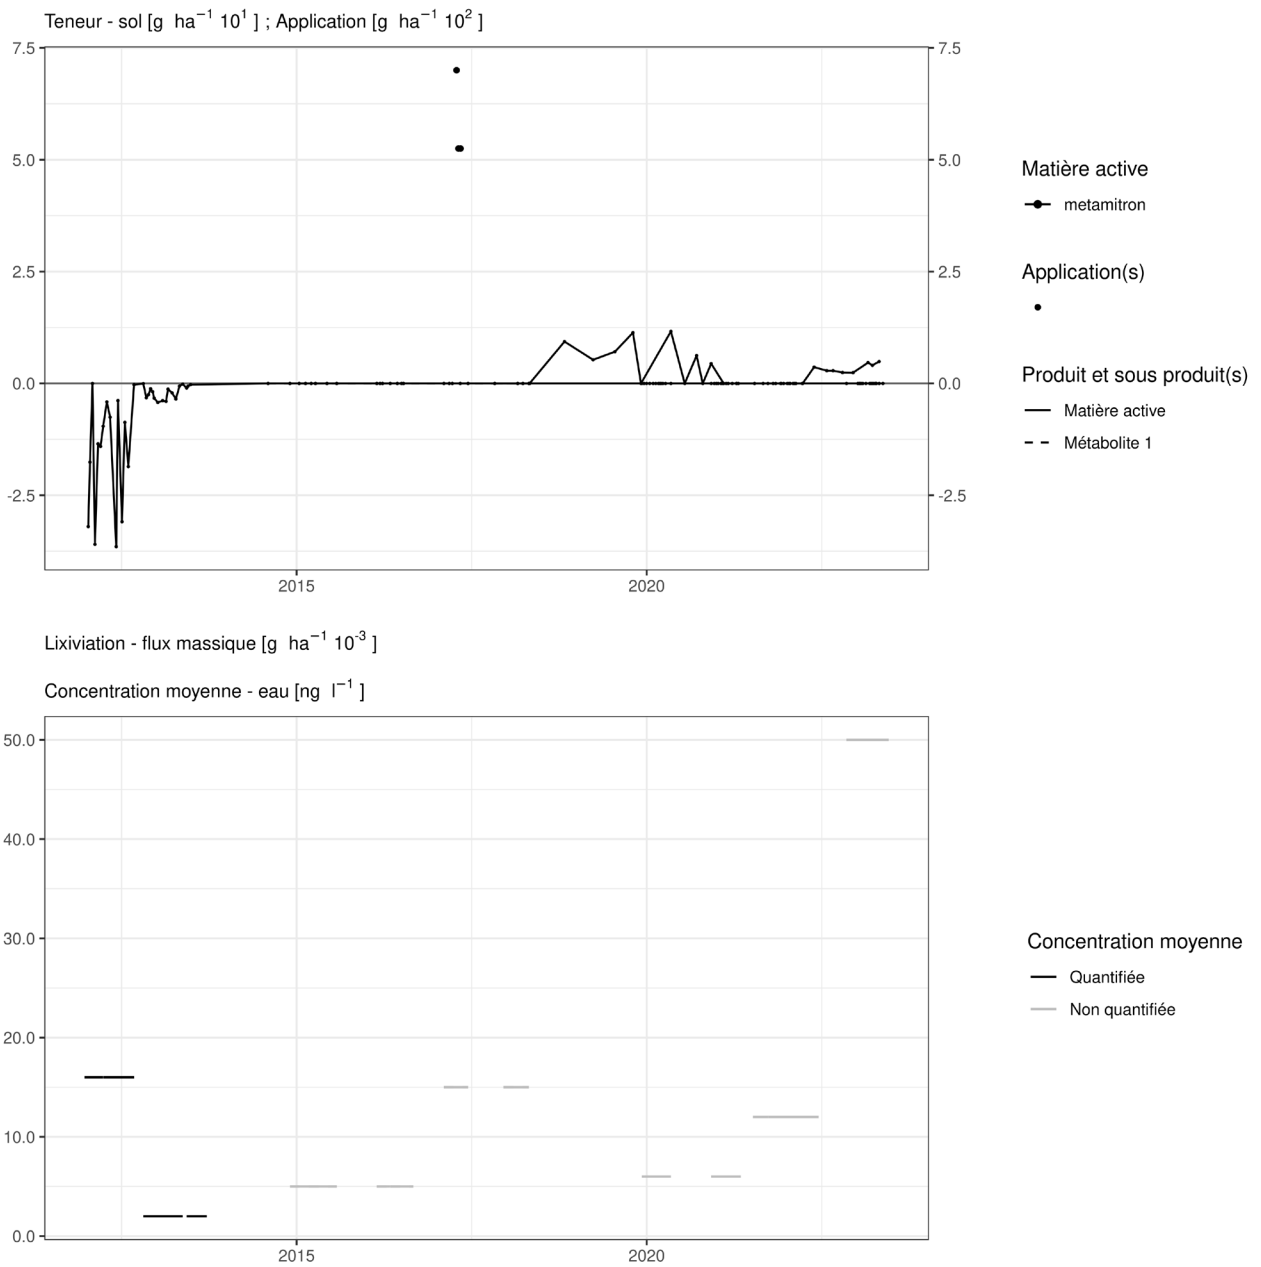 Teneur - sol [g ha⁻¹ 10¹ ] ; Application [g ha⁻¹ 10² ]
7.5
7.5
5.0
5.0
2.5
2.5
0.0
0.0
-2.5
-2.5
2015
2020
Matière active
metamitron
Application(s)
Produit et sous produit(s)
Matière active
Métabolite 1
Lixiviation - flux massique [g ha⁻¹ 10⁻³ ]
Concentration moyenne - eau [ng l⁻¹ ]
50.0
40.0
30.0
20.0
10.0
0.0
2015
2020
Concentration moyenne
Quantifiée
Non quantifiée